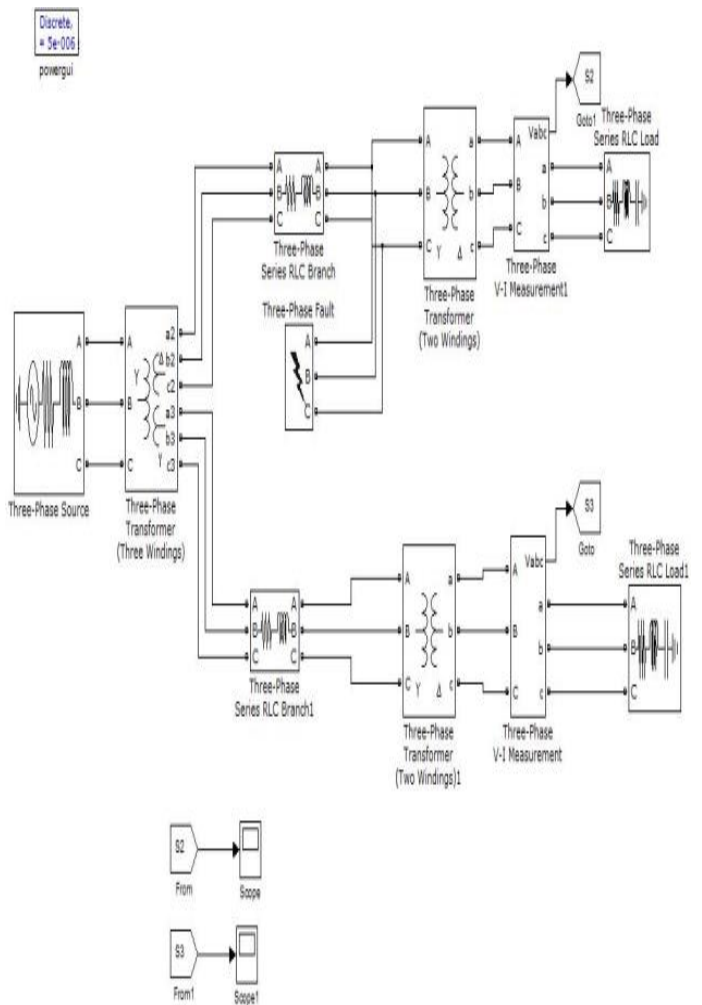 Discrete,
= 5e-006
powergui
S2
Goto1
Three-Phase
Series RLC Load
A
B
C
A
B
C
Three-Phase
Series RLC Branch
A
B
C
Y
Δ
a
b
c
Three-Phase
Transformer
(Two Windings)
Vabc
A
B
C
a
b
c
Three-Phase
V-I Measurement1
A
B
C
Three-Phase Fault
A
B
C
A
B
C
Three-Phase Source
A
B
C
Y
Δ
Y
a2
b2
c2
a3
b3
c3
Three-Phase
Transformer
(Three Windings)
S3
Goto
Three-Phase
Series RLC Load1
A
B
C
A
B
C
A
B
C
Three-Phase
Series RLC Branch1
A
B
C
Y
Δ
a
b
c
Three-Phase
Transformer
(Two Windings)1
Vabc
A
B
C
a
b
c
Three-Phase
V-I Measurement
S2
From
Scope
S3
From1
Scope1